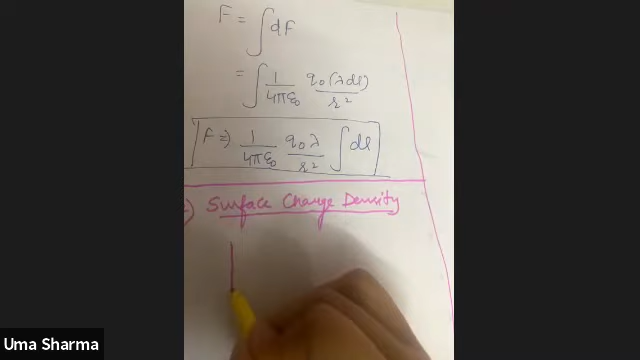 F = ∫dF
= ∫ 1/4πε₀ q₀(λdl)/r²
F ⇒ 1/4πε₀ q₀λ/r² ∫dl
) Surface Charge Density
Uma Sharma